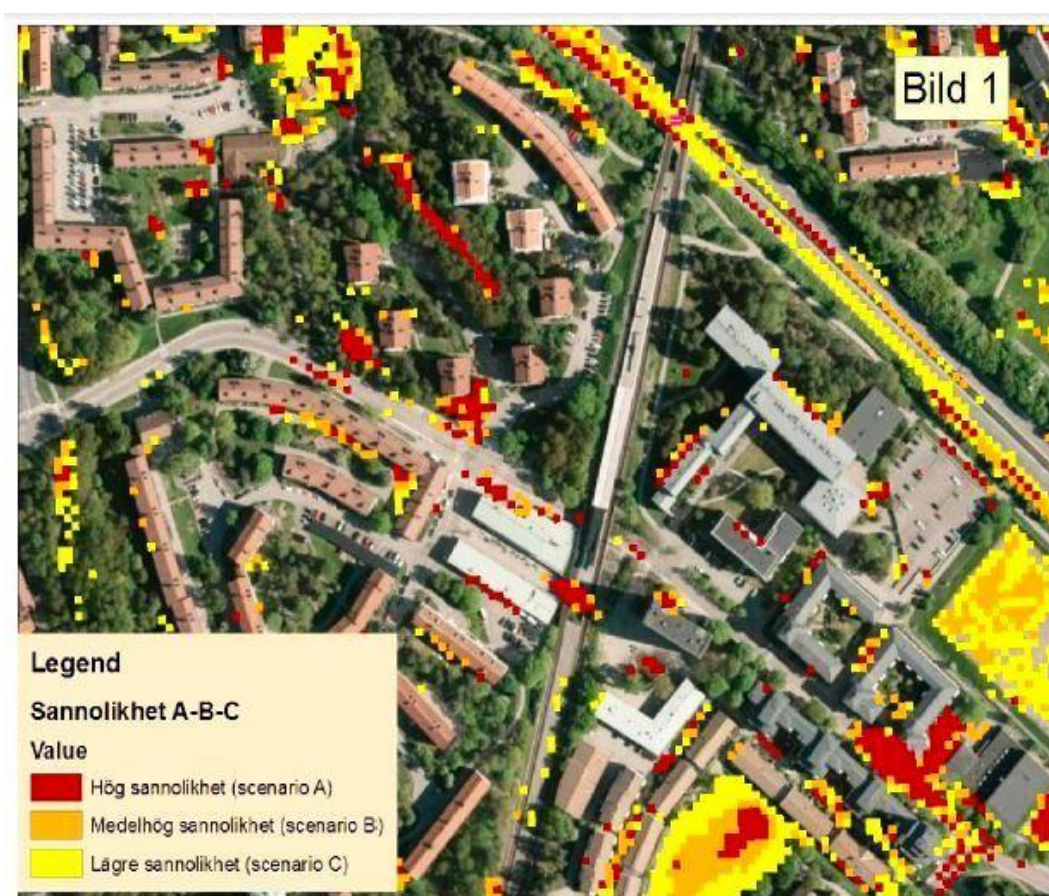 Bild 1
Legend
Sannolikhet A-B-C
Value
Hög sannolikhet (scenario A)
Medelhög sannolikhet (scenario B)
Lägre sannolikhet (scenario C)